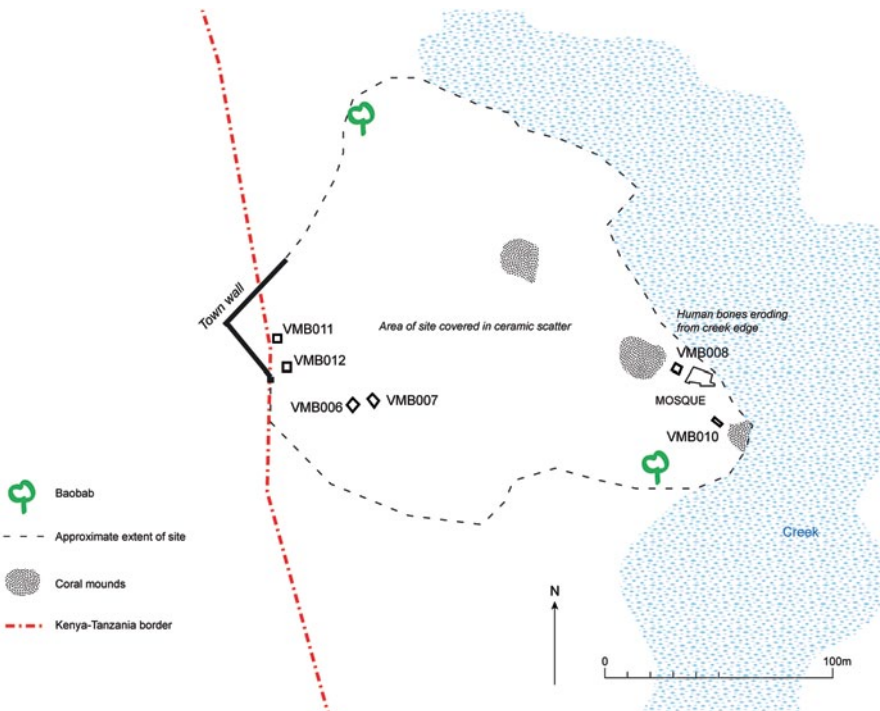 Town wall
VMB011
VMB012
Area of site covered in ceramic scatter
Human bones eroding
from creek edge
VMB008
MOSQUE
VMB006
VMB007
VMB010
Baobab
Approximate extent of site
Coral mounds
Kenya-Tanzania border
Creek
N
0
100m